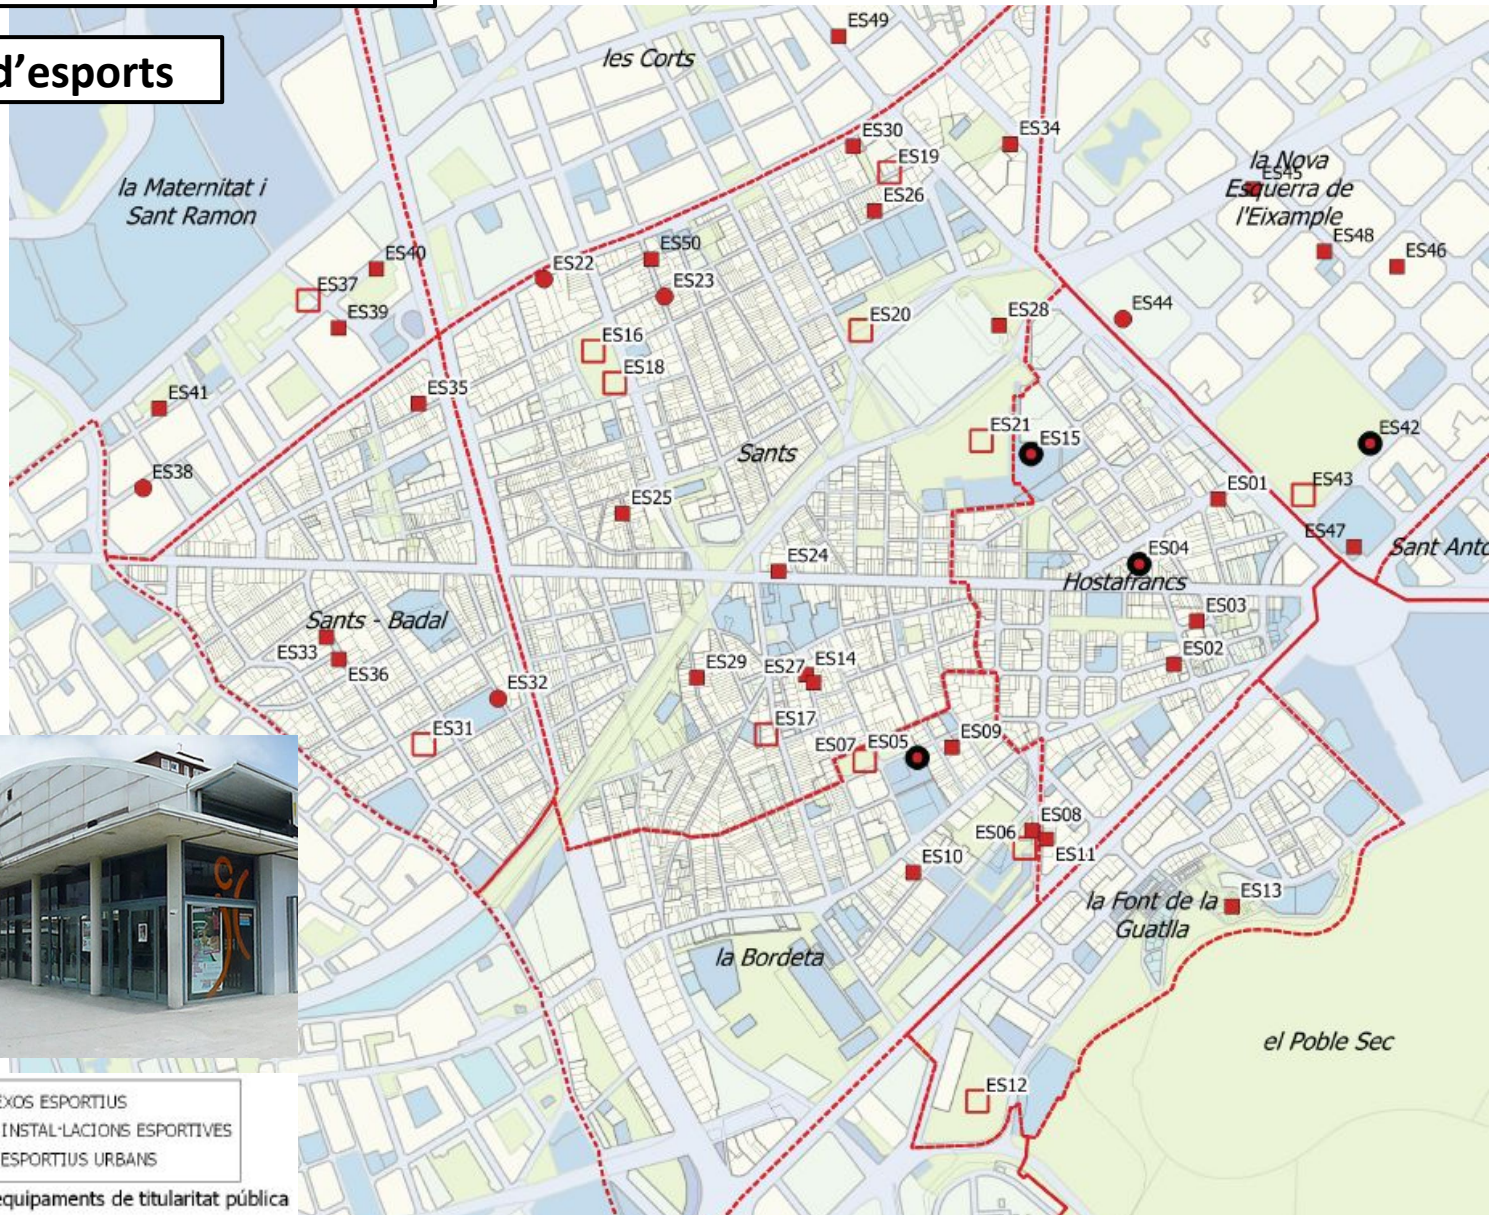 d’esports
ES49
les Corts
ES30
ES34
ES19
la Nova
ES45
Esquerra de
l'Eixample
la Maternitat i
Sant Ramon
ES26
ES50
ES40
ES22
ES48
ES46
ES37
ES23
ES39
ES20
ES28
ES44
ES16
ES18
ES41
ES35
ES21
ES15
ES42
Sants
ES38
ES25
ES01
ES43
ES47
Sant Anto
ES24
ES04
Hostafrancs
Sants - Badal
ES03
ES33
ES36
ES29
ES27
ES14
ES02
ES32
ES31
ES17
ES07
ES05
ES09
ES06
ES08
ES11
ES10
ES13
la Font de la
Guatlla
la Bordeta
el Poble Sec
ES12
EXOS ESPORTIUS
INSTAL·LACIONS ESPORTIVES
ESPORTIUS URBANS
equipaments de titularitat pública